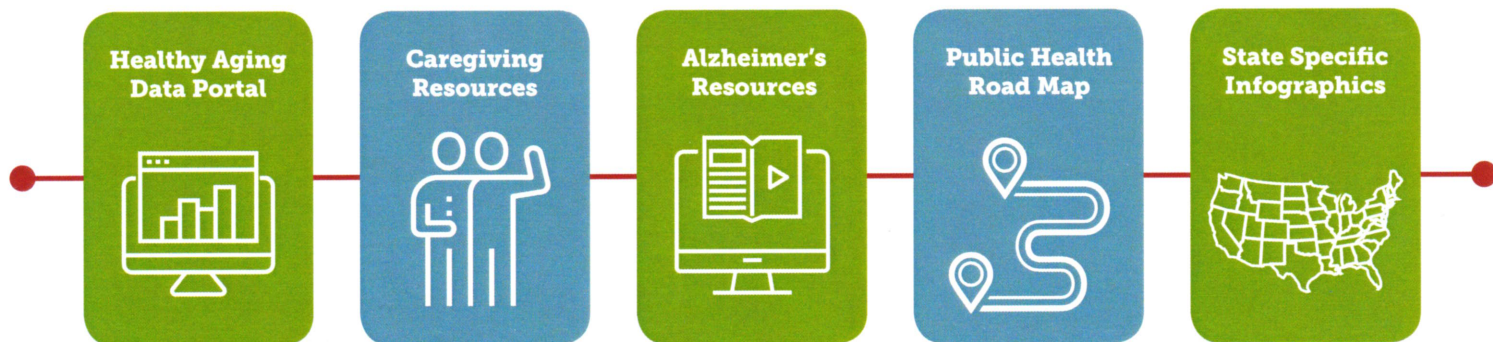 Healthy Aging
Data Portal
Caregiving
Resources
Alzheimer's
Resources
Public Health
Road Map
State Specific
Infographics